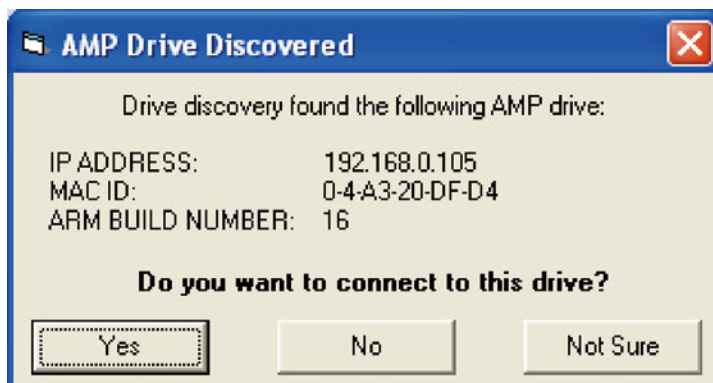 AMP Drive Discovered
Drive discovery found the following AMP drive:
IP ADDRESS: 192.168.0.105
MAC ID: 0-4-A3-20-DF-D4
ARM BUILD NUMBER: 16
Do you want to connect to this drive?
Yes No Not Sure